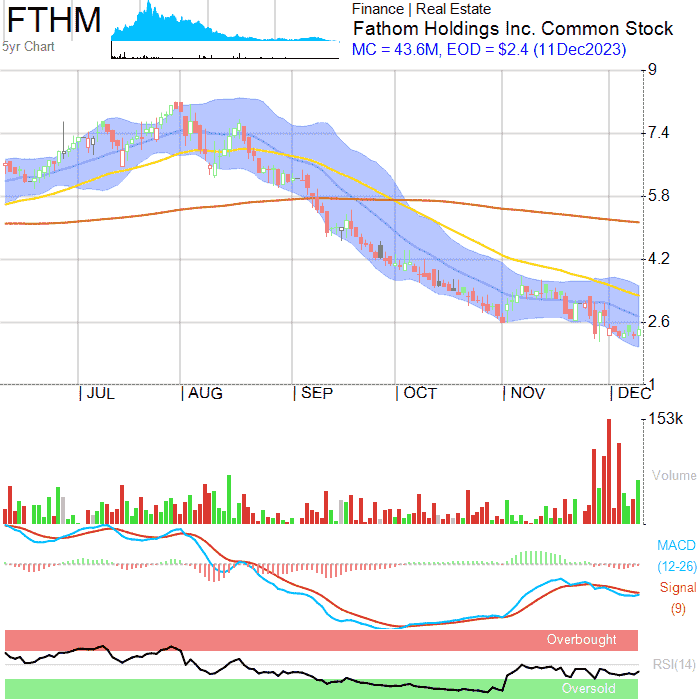 FTHM
5yr Chart
Finance | Real Estate
Fathom Holdings Inc. Common Stock
MC = 43.6M, EOD = $2.4 (11Dec2023)
9
7.4
5.8
4.2
2.6
1
JUL AUG SEP OCT NOV DEC
153k
Volume
MACD
(12-26)
Signal
(9)
Overbought
RSI(14)
Oversold